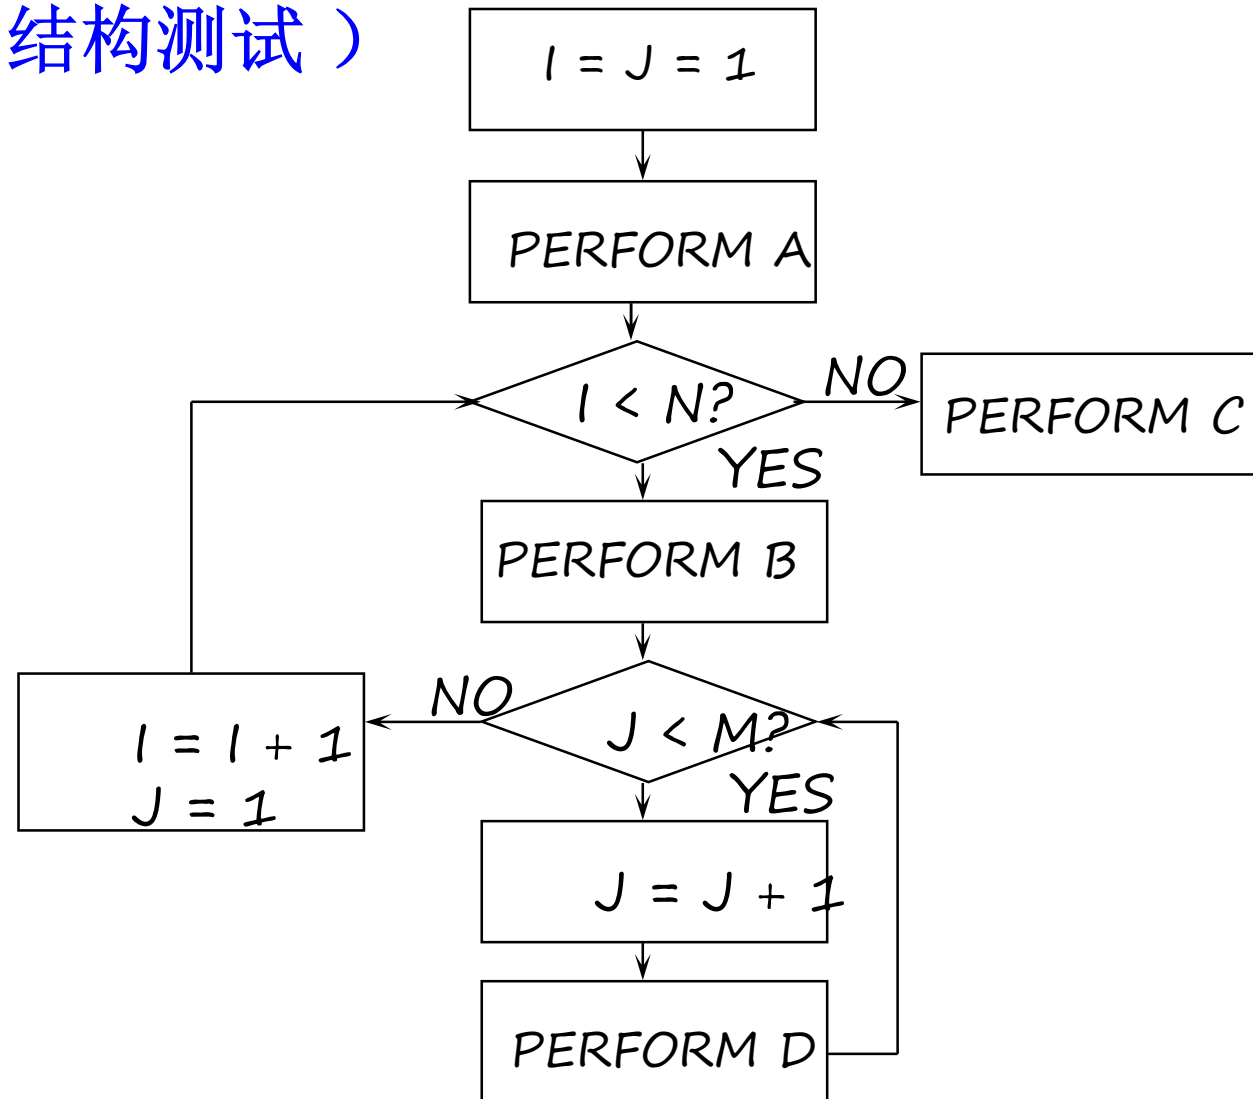 结构测试）
I = J = 1
PERFORM A
I < N?
NO
PERFORM C
YES
PERFORM B
NO
J < M?
I = I + 1
J = 1
YES
J = J + 1
PERFORM D